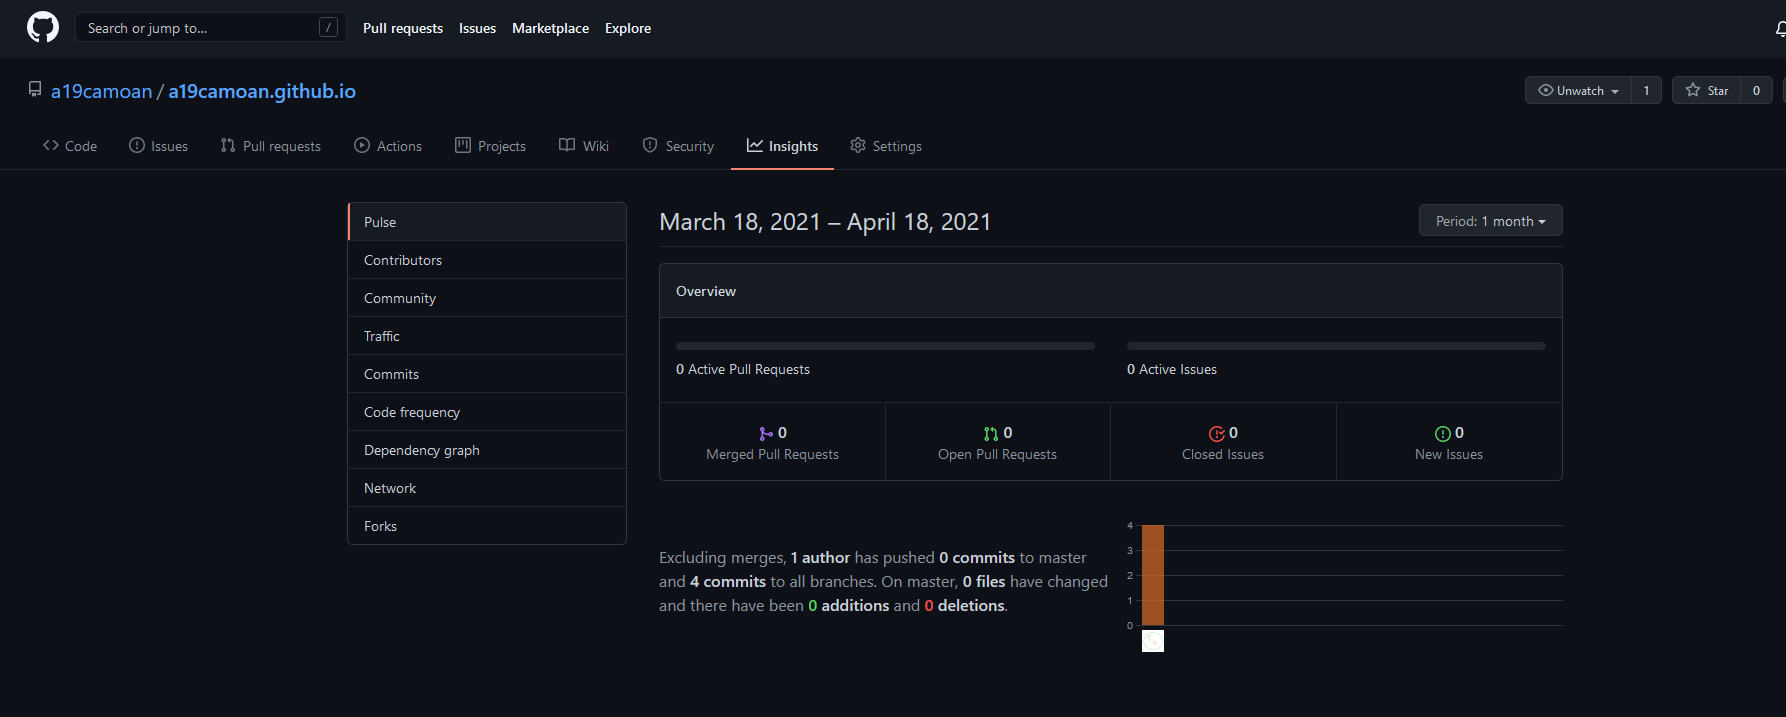 Search or jump to... /
Pull requests Issues Marketplace Explore
a19camoan / a19camoan.github.io
Unwatch 1 Star 0
Code Issues Pull requests Actions Projects Wiki Security Insights Settings
Pulse
Contributors
Community
Traffic
Commits
Code frequency
Dependency graph
Network
Forks
March 18, 2021 – April 18, 2021
Period: 1 month
Overview
0 Active Pull Requests
0 Active Issues
0
Merged Pull Requests
0
Open Pull Requests
0
Closed Issues
0
New Issues
Excluding merges, 1 author has pushed 0 commits to master
and 4 commits to all branches. On master, 0 files have changed
and there have been 0 additions and 0 deletions.
4
3
2
1
0